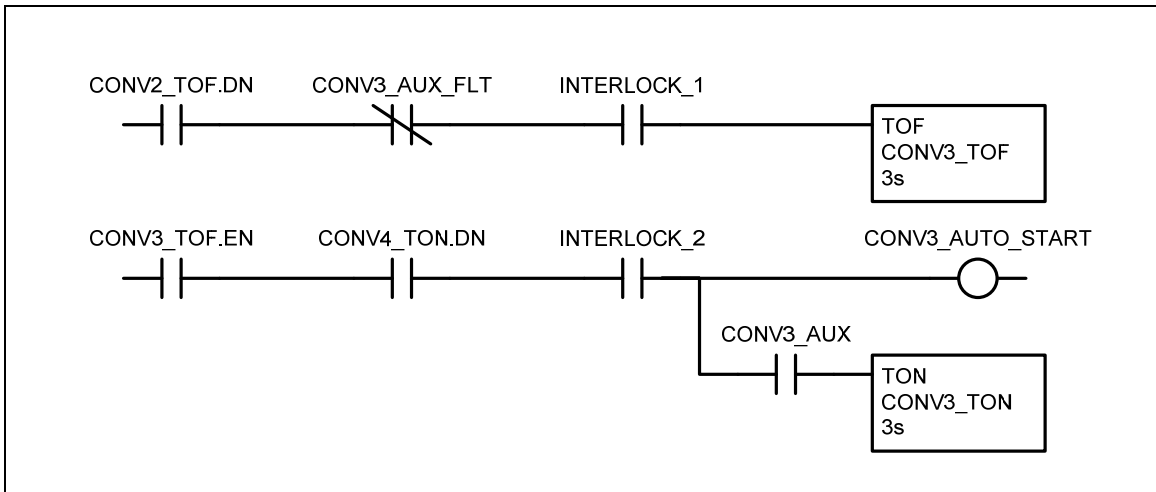 CONV2_TOF.DN CONV3_AUX_FLT INTERLOCK_1
TOF
CONV3_TOF
3s
CONV3_TOF.EN CONV4_TON.DN INTERLOCK_2 CONV3_AUTO_START
CONV3_AUX
TON
CONV3_TON
3s